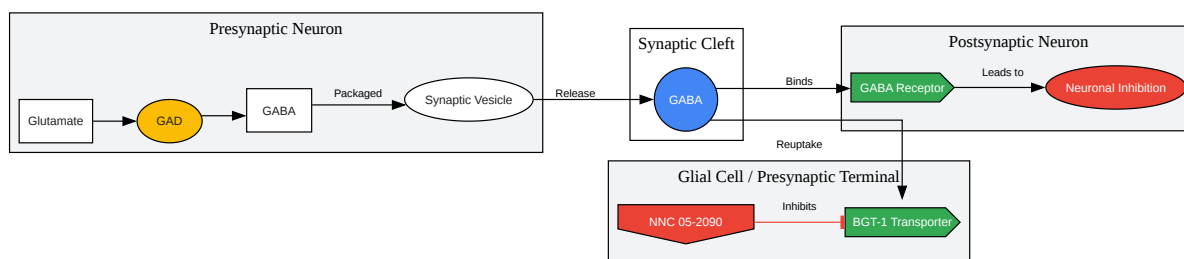 Presynaptic Neuron
Glutamate
GAD
GABA
Packaged
Synaptic Vesicle
Release
Synaptic Cleft
GABA
Binds
Reuptake
Postsynaptic Neuron
GABA Receptor
Leads to
Neuronal Inhibition
Glial Cell / Presynaptic Terminal
NNC 05-2090
Inhibits
BGT-1 Transporter